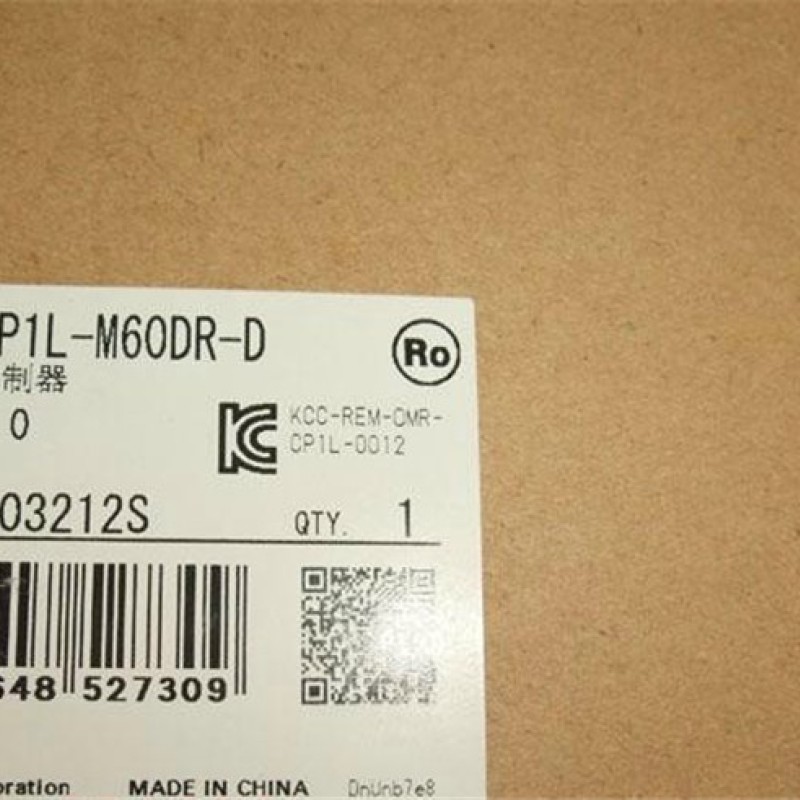 P1L-M60DR-D
Ro
制器
0
KCC-REM-OMR-
CP1L-0012
03212S
QTY. 1
648 527309
oration MADE IN CHINA DnUnb7e8